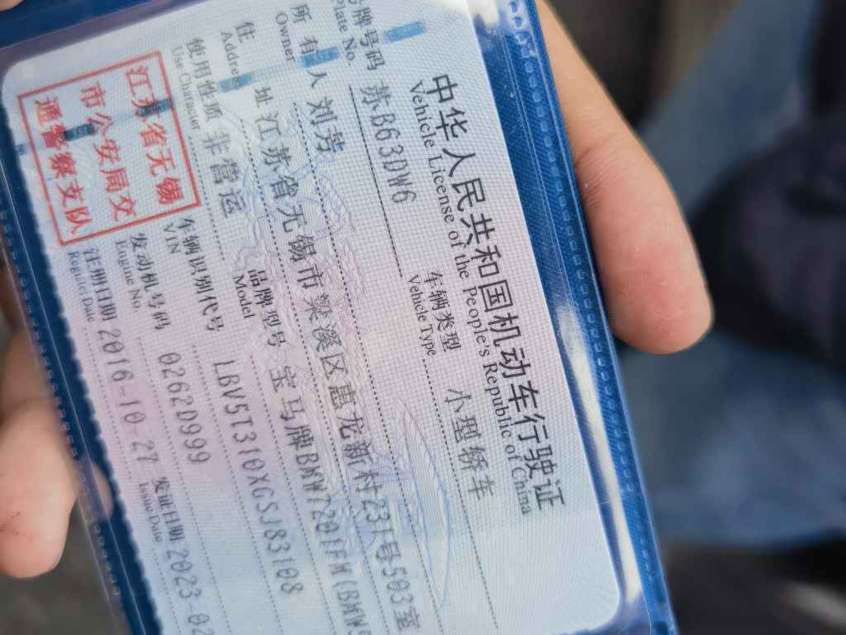 中华人民共和国机动车行驶证
Vehicle License of the People's Republic of China
号牌号码 苏B63DW6 车辆类型 小型轿车
Plate No. Vehicle Type
所有人 刘芳
Owner
住址 江苏省无锡市梁溪区惠龙新村231号503室
Address
使用性质 非营运 品牌型号 宝马牌BMW7201FM(BMW5
Use Character Model
江苏省无锡
市公安局交
通警察支队
车辆识别代号 LBV5T310XGSJ83108
VIN
发动机号码 0262D999
Engine No.
注册日期 2016-10-27 发证日期 2023-02
Register Date Issue Date